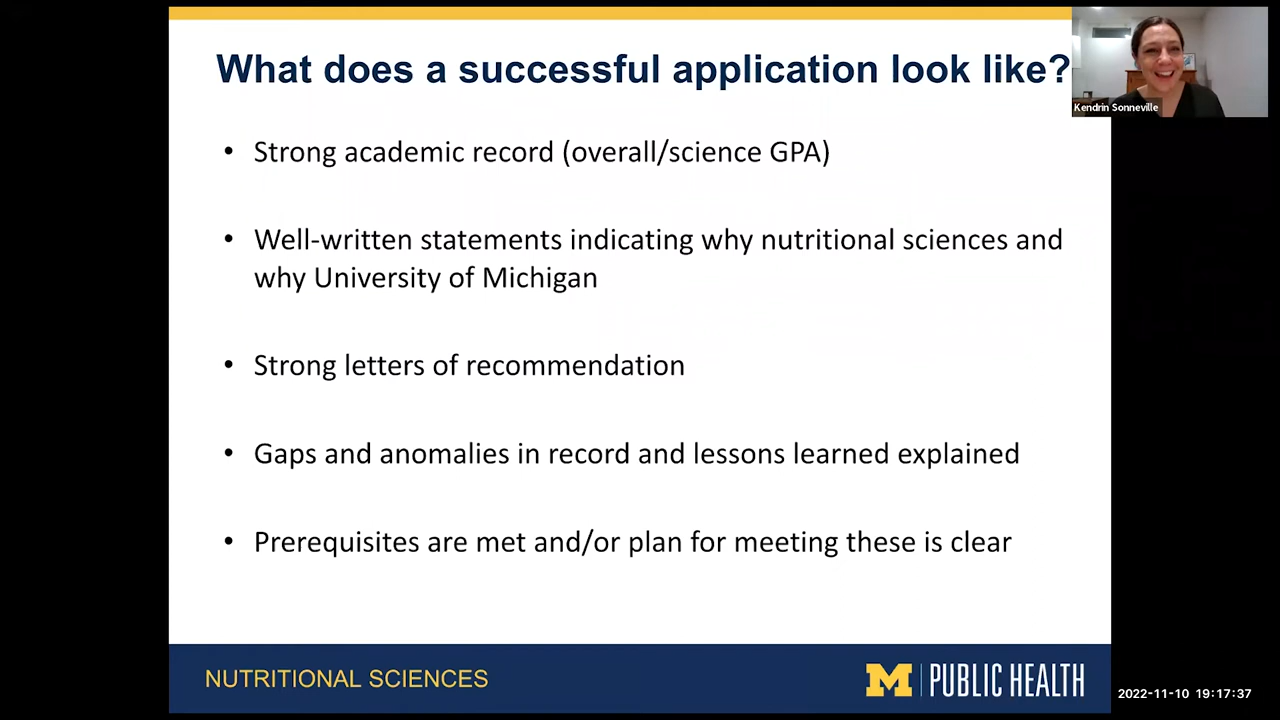 What does a successful application look like?
Kendrin Sonneville
• Strong academic record (overall/science GPA)
• Well-written statements indicating why nutritional sciences and
why University of Michigan
• Strong letters of recommendation
• Gaps and anomalies in record and lessons learned explained
• Prerequisites are met and/or plan for meeting these is clear
NUTRITIONAL SCIENCES
M | PUBLIC HEALTH
2022-11-10 19:17:37